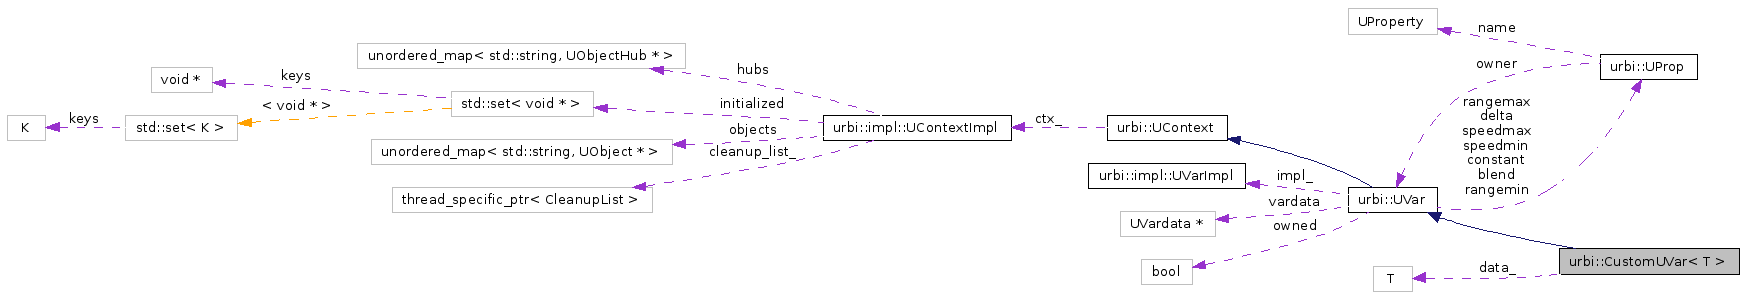 UProperty
name
unordered_map< std::string, UObjectHub * >
hubs
owner
urbi::UProp
void *
keys
< void * >
std::set< void * >
initialized
rangemax
delta
speedmax
speedmin
constant
blend
rangemin
K
keys
std::set< K >
objects
urbi::impl::UContextImpl
ctx_
urbi::UContext
unordered_map< std::string, UObject * >
cleanup_list_
urbi::impl::UVarImpl
impl_
thread_specific_ptr< CleanupList >
vardata
urbi::UVar
UVardata *
owned
bool
data_
urbi::CustomUVar< T >
T